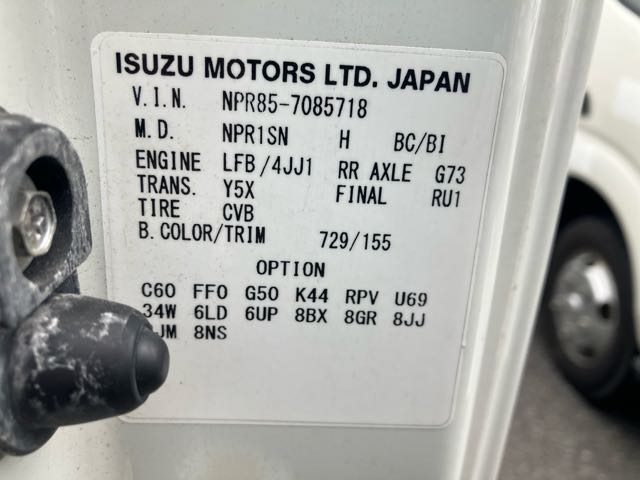 ISUZU MOTORS LTD. JAPAN
V.I.N. NPR85-7085718
M.D. NPR1SN H BC/BI
ENGINE LFB/4JJ1 RR AXLE G73
TRANS. Y5X FINAL RU1
TIRE CVB
B.COLOR/TRIM 729/155
OPTION
C60 FF0 G50 K44 RPV U69
34W 6LD 6UP 8BX 8GR 8JJ
JM 8NS